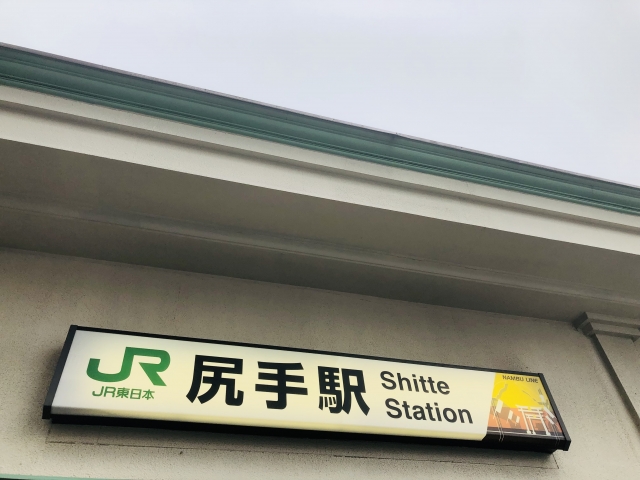 JR
JR東日本
尻手駅
Shitte
Station
NAMBU LINE